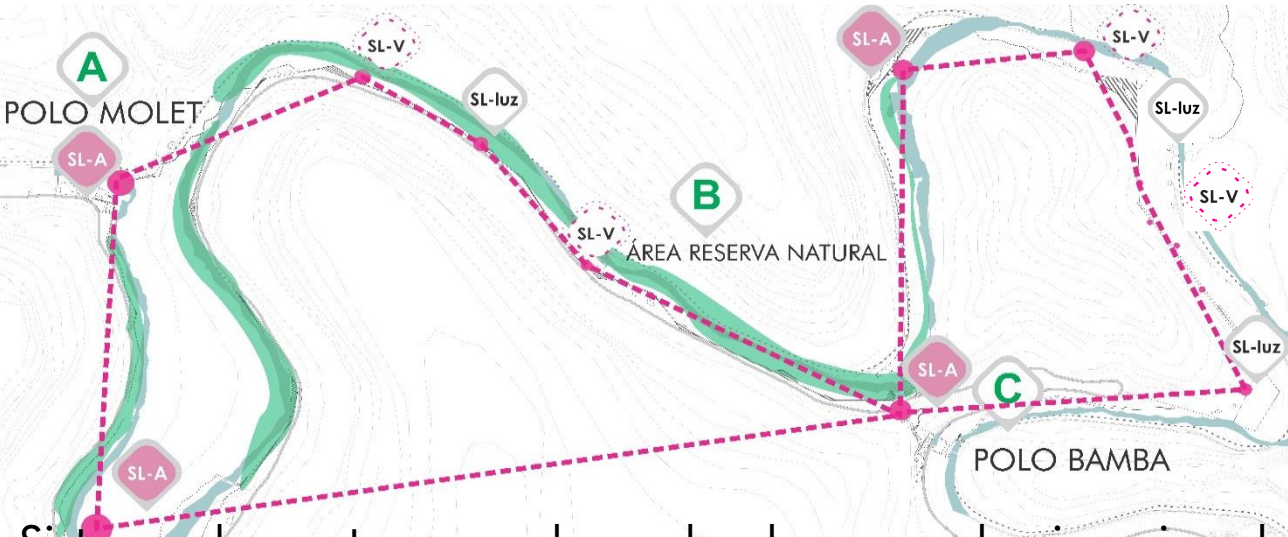 A
POLO MOLET
SL-A
SL-V
SL-luz
SL-V
B
ÁREA RESERVA NATURAL
SL-A
SL-V
SL-luz
SL-V
SL-luz
SL-A
C
POLO BAMBA
SL-A